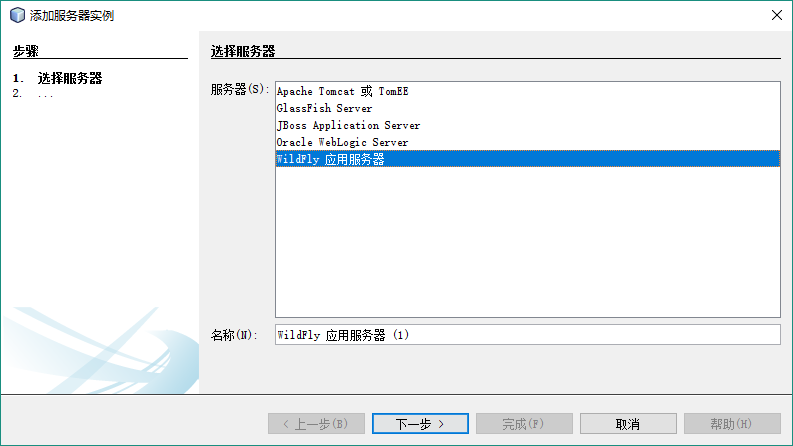 添加服务器实例
步骤
1. 选择服务器
2. ...
选择服务器
服务器(S):
Apache Tomcat 或 TomEE
GlassFish Server
JBoss Application Server
Oracle WebLogic Server
WildFly 应用服务器
名称(N): WildFly 应用服务器 (1)
< 上一步(B) 下一步 > 完成(F) 取消 帮助(H)